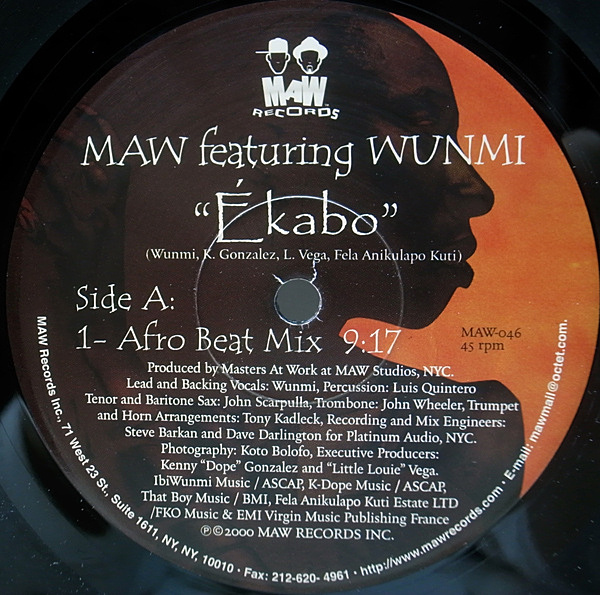 MAW
RECORDS
MAW featuring WUNMI
"Ékabo"
(Wunmi, K. Gonzalez, L. Vega, Fela Anikulapo Kuti)
Side A:
1- Afro Beat Mix 9:17
MAW-046
45 rpm
Produced by Masters At Work at MAW Studios, NYC.
Lead and Backing Vocals: Wunmi, Percussion: Luis Quintero
Tenor and Baritone Sax: John Scarpulla, Trombone: John Wheeler, Trumpet
and Horn Arrangements: Tony Kadleck, Recording and Mix Engineers:
Steve Barkan and Dave Darlington for Platinum Audio, NYC.
Photography: Koto Bolofo, Executive Producers:
Kenny "Dope" Gonzalez and "Little Louie" Vega.
IbiWunmi Music / ASCAP, K-Dope Music / ASCAP,
That Boy Music / BMI, Fela Anikulapo Kuti Estate LTD
/FKO Music & EMI Virgin Music Publishing France
℗©2000 MAW RECORDS INC.
MAW Records Inc., 71 West 23 St., Suite 1611, NY, NY, 10010 • Fax: 212-620- 4961 • http://www.mawrecords.com • E-mail: mawmail@octet.com.